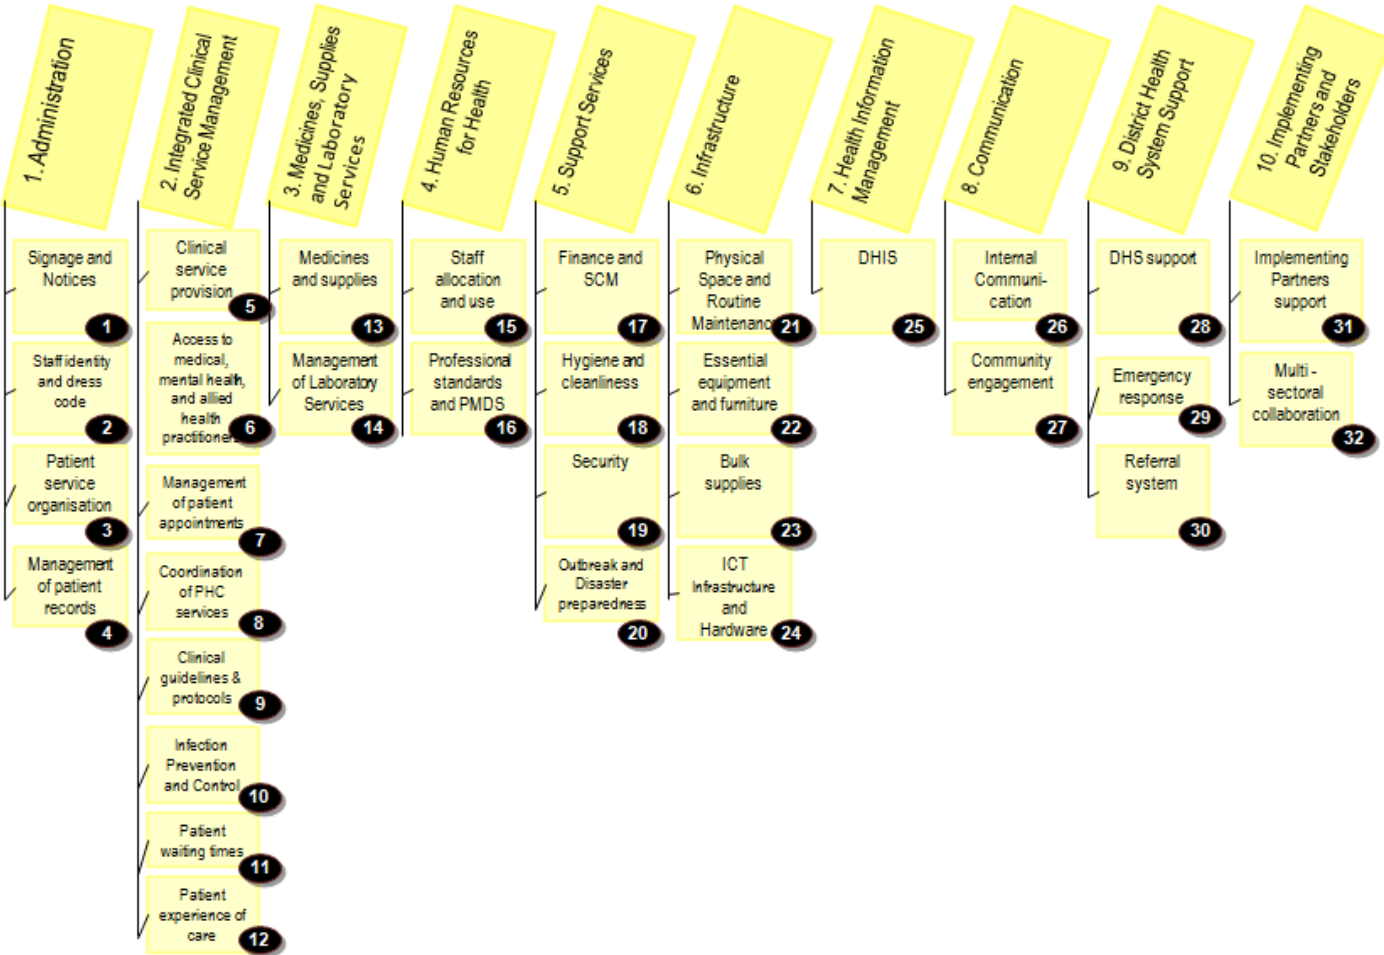 1. Administration
Signage and
Notices
1
Staff identity
and dress
code
2
Patient
service
organisation
3
Management
of patient
records
4
2. Integrated Clinical
Service Management
Clinical
service
provision
5
Access to
medical,
mental health,
and allied
health
practitioners
6
Management
of patient
appointments
7
Coordination
of PHC
services
8
Clinical
guidelines &
protocols
9
Infection
Prevention
and Control
10
Patient
waiting times
11
Patient
experience of
care
12
3. Medicines, Supplies
and Laboratory
Services
Medicines
and supplies
13
Management
of Laboratory
Services
14
4. Human Resources
for Health
Staff
allocation
and use
15
Professional
standards
and PMDS
16
5. Support Services
Finance and
SCM
17
Hygiene and
cleanliness
18
Security
19
Outbreak and
Disaster
preparedness
20
6. Infrastructure
Physical
Space and
Routine
Maintenance
21
Essential
equipment
and furniture
22
Bulk
supplies
23
ICT
Infrastructure
and
Hardware
24
7. Health Information
Management
DHIS
25
8. Communication
Internal
Communi-
cation
26
Community
engagement
27
9. District Health
System Support
DHS support
28
Emergency
response
29
Referral
system
30
10. Implementing
Partners and
Stakeholders
Implementing
Partners
support
31
Multi -
sectoral
collaboration
32